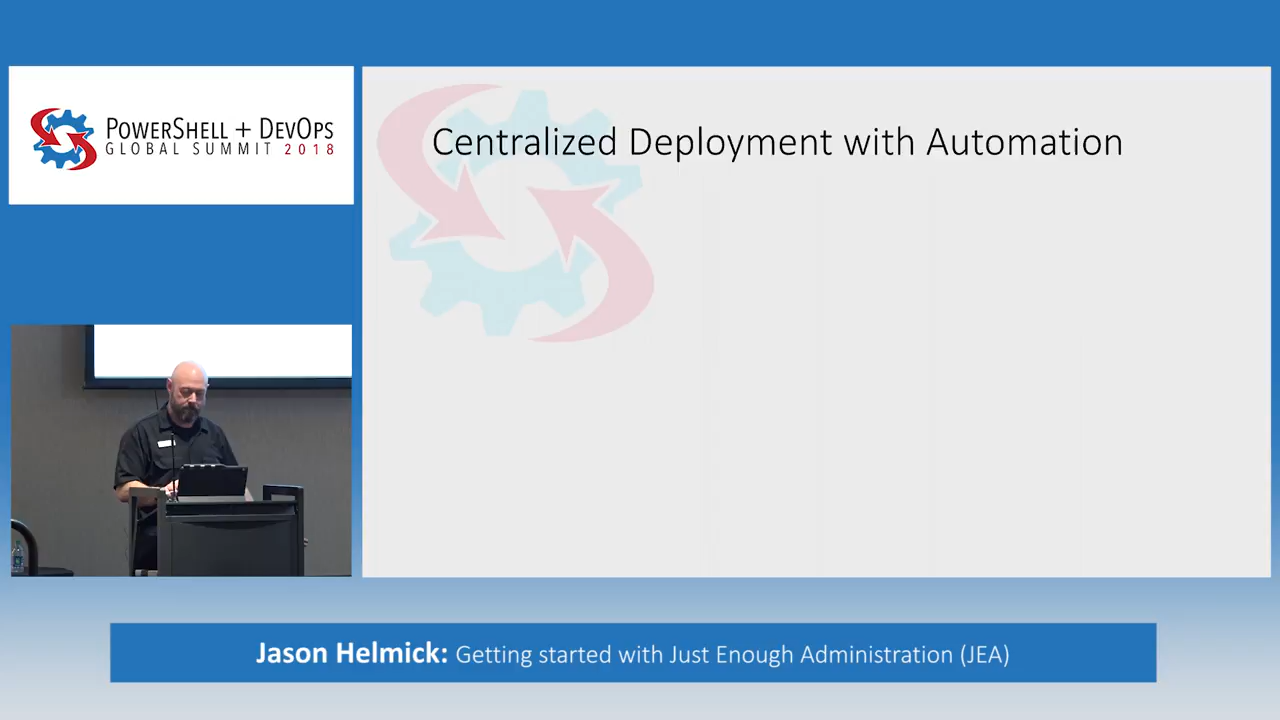 POWERSHELL + DEVOPS
GLOBAL SUMMIT 2018
Centralized Deployment with Automation
Jason Helmick: Getting started with Just Enough Administration (JEA)